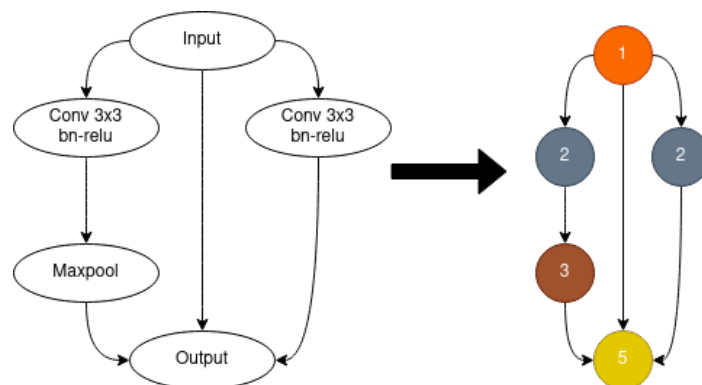 Input
Conv 3x3
bn-relu
Conv 3x3
bn-relu
Maxpool
Output
1
2
2
3
5